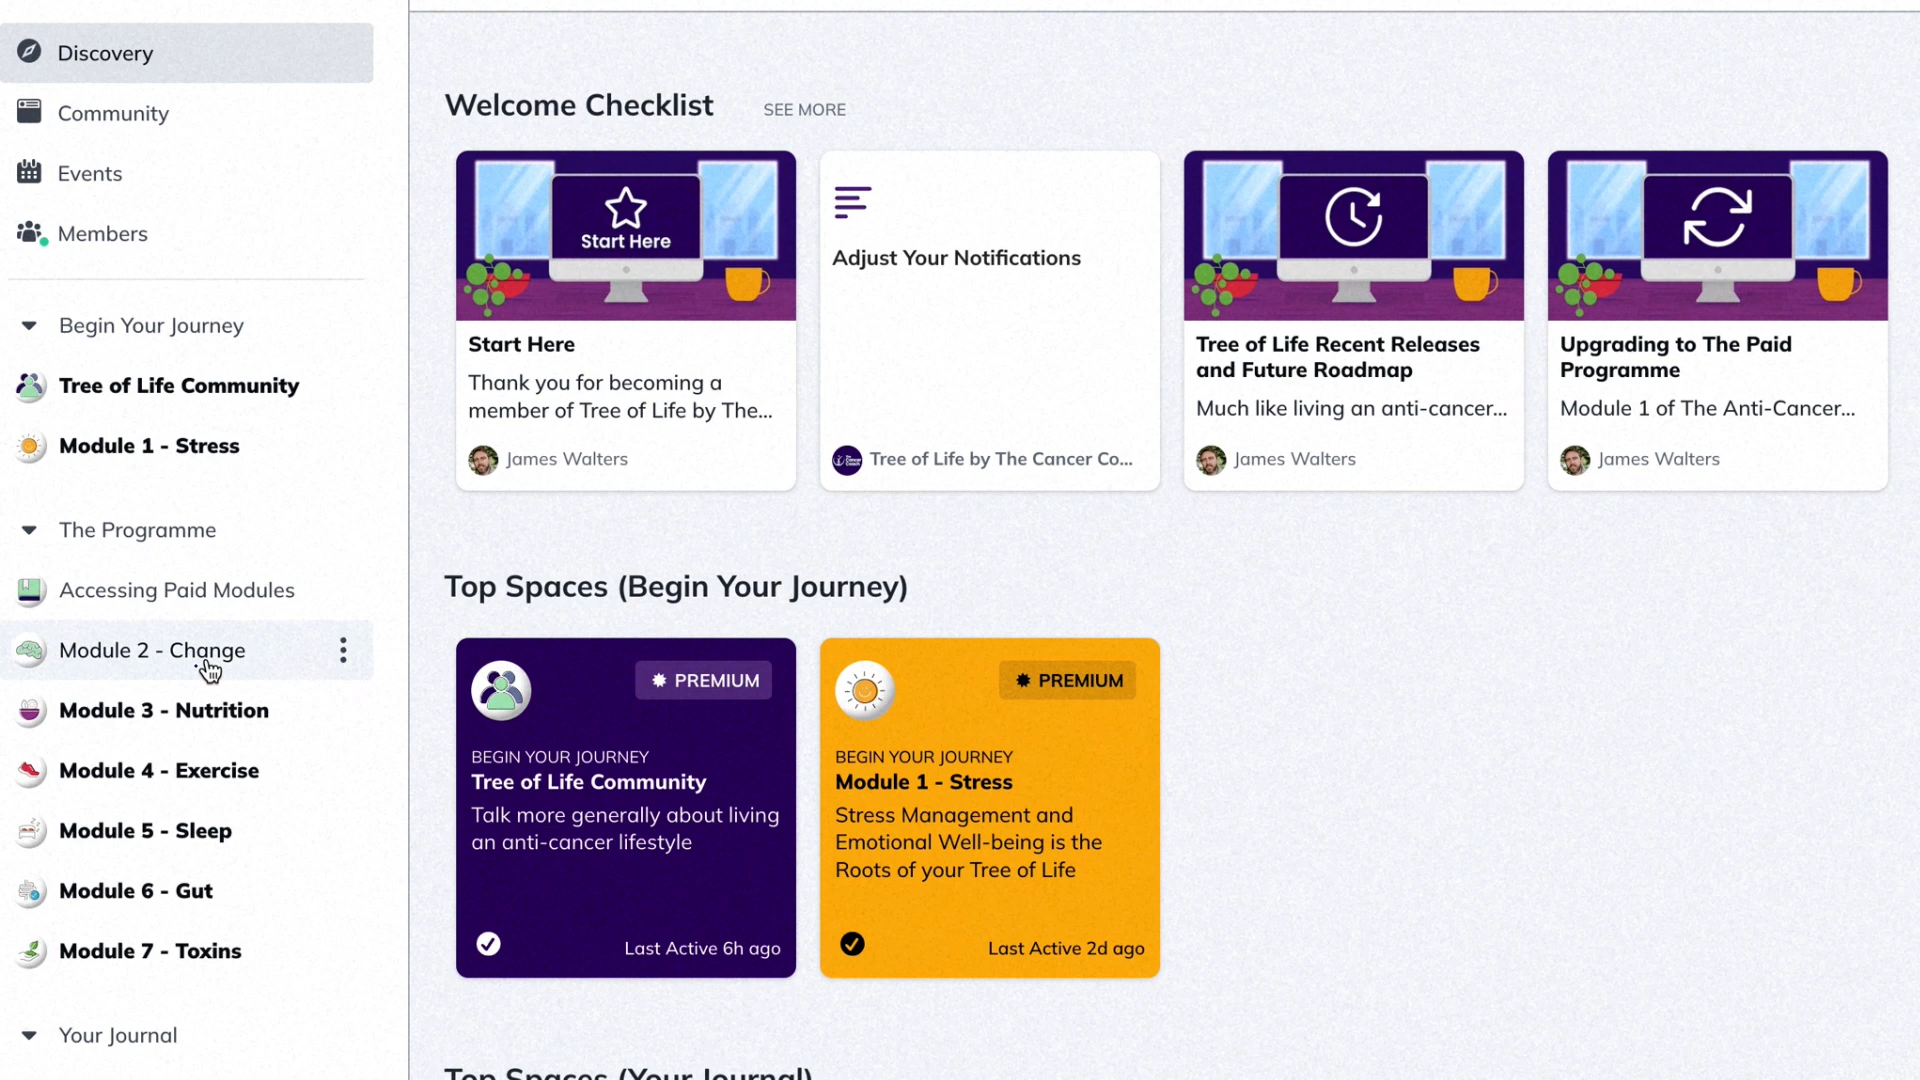 Discovery
Community
Events
Members
Begin Your Journey
Tree of Life Community
Module 1 - Stress
The Programme
Accessing Paid Modules
Module 2 - Change
Module 3 - Nutrition
Module 4 - Exercise
Module 5 - Sleep
Module 6 - Gut
Module 7 - Toxins
Your Journal
Welcome Checklist SEE MORE
Start Here
Start Here
Thank you for becoming a
member of Tree of Life by The...
James Walters
Adjust Your Notifications
Tree of Life by The Cancer Co...
Tree of Life Recent Releases
and Future Roadmap
Much like living an anti-cancer...
James Walters
Upgrading to The Paid
Programme
Module 1 of The Anti-Cancer...
James Walters
Top Spaces (Begin Your Journey)
PREMIUM
BEGIN YOUR JOURNEY
Tree of Life Community
Talk more generally about living
an anti-cancer lifestyle
Last Active 6h ago
PREMIUM
BEGIN YOUR JOURNEY
Module 1 - Stress
Stress Management and
Emotional Well-being is the
Roots of your Tree of Life
Last Active 2d ago
Top Spaces (Your Journal)